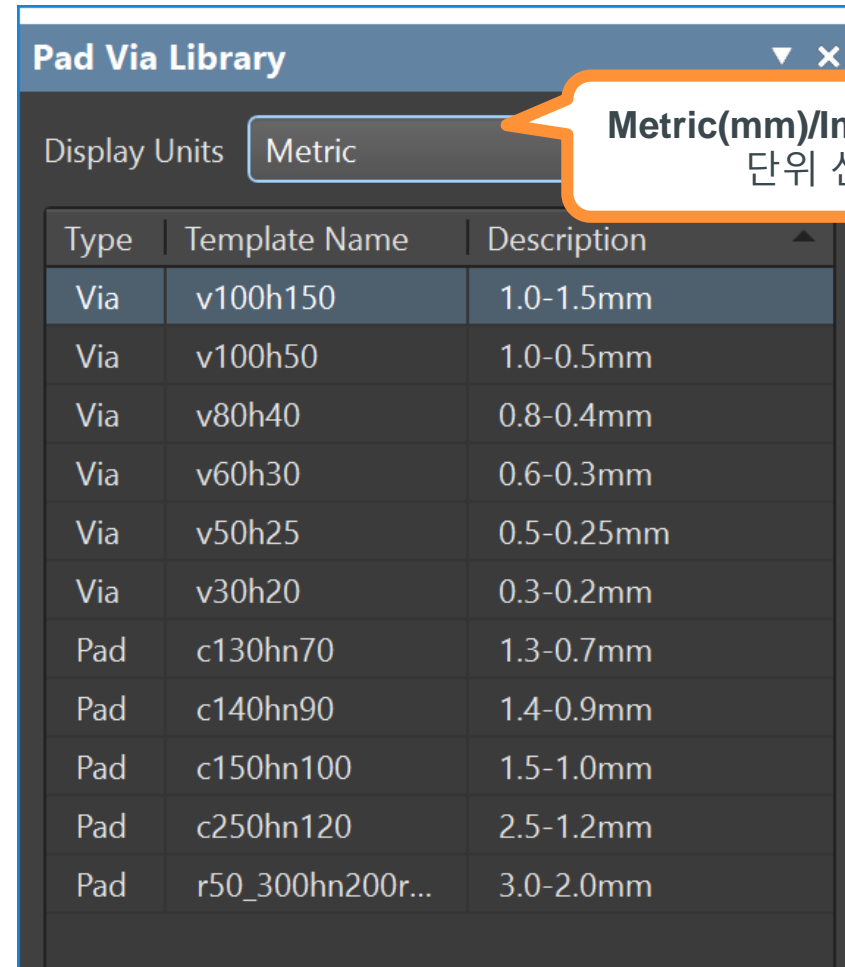 Pad Via Library
Display Units Metric
Metric(mm)/
단위
Type Template Name Description
Via v100h150 1.0-1.5mm
Via v100h50 1.0-0.5mm
Via v80h40 0.8-0.4mm
Via v60h30 0.6-0.3mm
Via v50h25 0.5-0.25mm
Via v30h20 0.3-0.2mm
Pad c130hn70 1.3-0.7mm
Pad c140hn90 1.4-0.9mm
Pad c150hn100 1.5-1.0mm
Pad c250hn120 2.5-1.2mm
Pad r50_300hn200r... 3.0-2.0mm